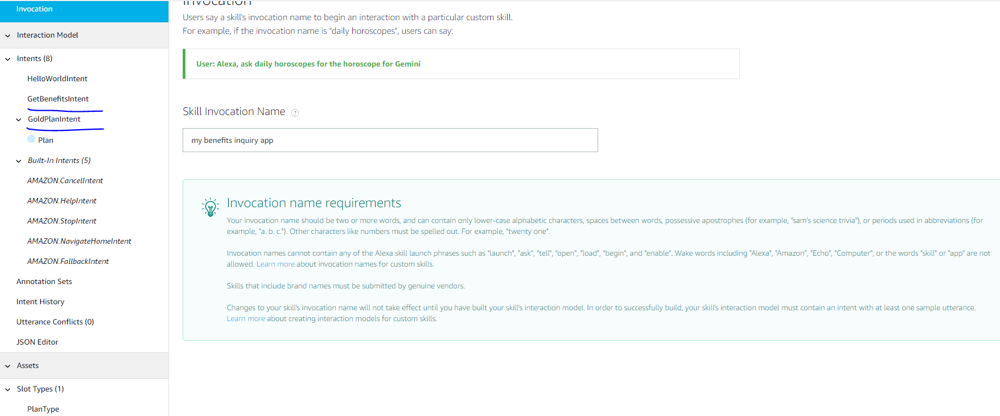 Invocation
Interaction Model
Intents (8)
HelloWorldIntent
GetBenefitsIntent
GoldPlanIntent
Plan
Built-In Intents (5)
AMAZON.CancelIntent
AMAZON.HelpIntent
AMAZON.StopIntent
AMAZON.NavigateHomeIntent
AMAZON.FallbackIntent
Annotation Sets
Intent History
Utterance Conflicts (0)
JSON Editor
Assets
Slot Types (1)
PlanType
Invocation
Users say a skill's invocation name to begin an interaction with a particular custom skill.
For example, if the invocation name is "daily horoscopes", users can say:
User: Alexa, ask daily horoscopes for the horoscope for Gemini
Skill Invocation Name ?
my benefits inquiry app
Invocation name requirements
Your invocation name should be two or more words, and can contain only lower-case alphabetic characters, spaces between words, possessive apostrophes (for example, "sam's science trivia"), or periods used in abbreviations (for
example, "a. b. c."). Other characters like numbers must be spelled out. For example, "twenty one".
Invocation names cannot contain any of the Alexa skill launch phrases such as "launch", "ask", "tell", "open", "load", "begin", and "enable". Wake words including "Alexa", "Amazon", "Echo", "Computer", or the words "skill" or "app" are not
allowed. Learn more about invocation names for custom skills.
Skills that include brand names must be submitted by genuine vendors.
Changes to your skill's invocation name will not take effect until you have built your skill's interaction model. In order to successfully build, your skill's interaction model must contain an intent with at least one sample utterance.
Learn more about creating interaction models for custom skills.